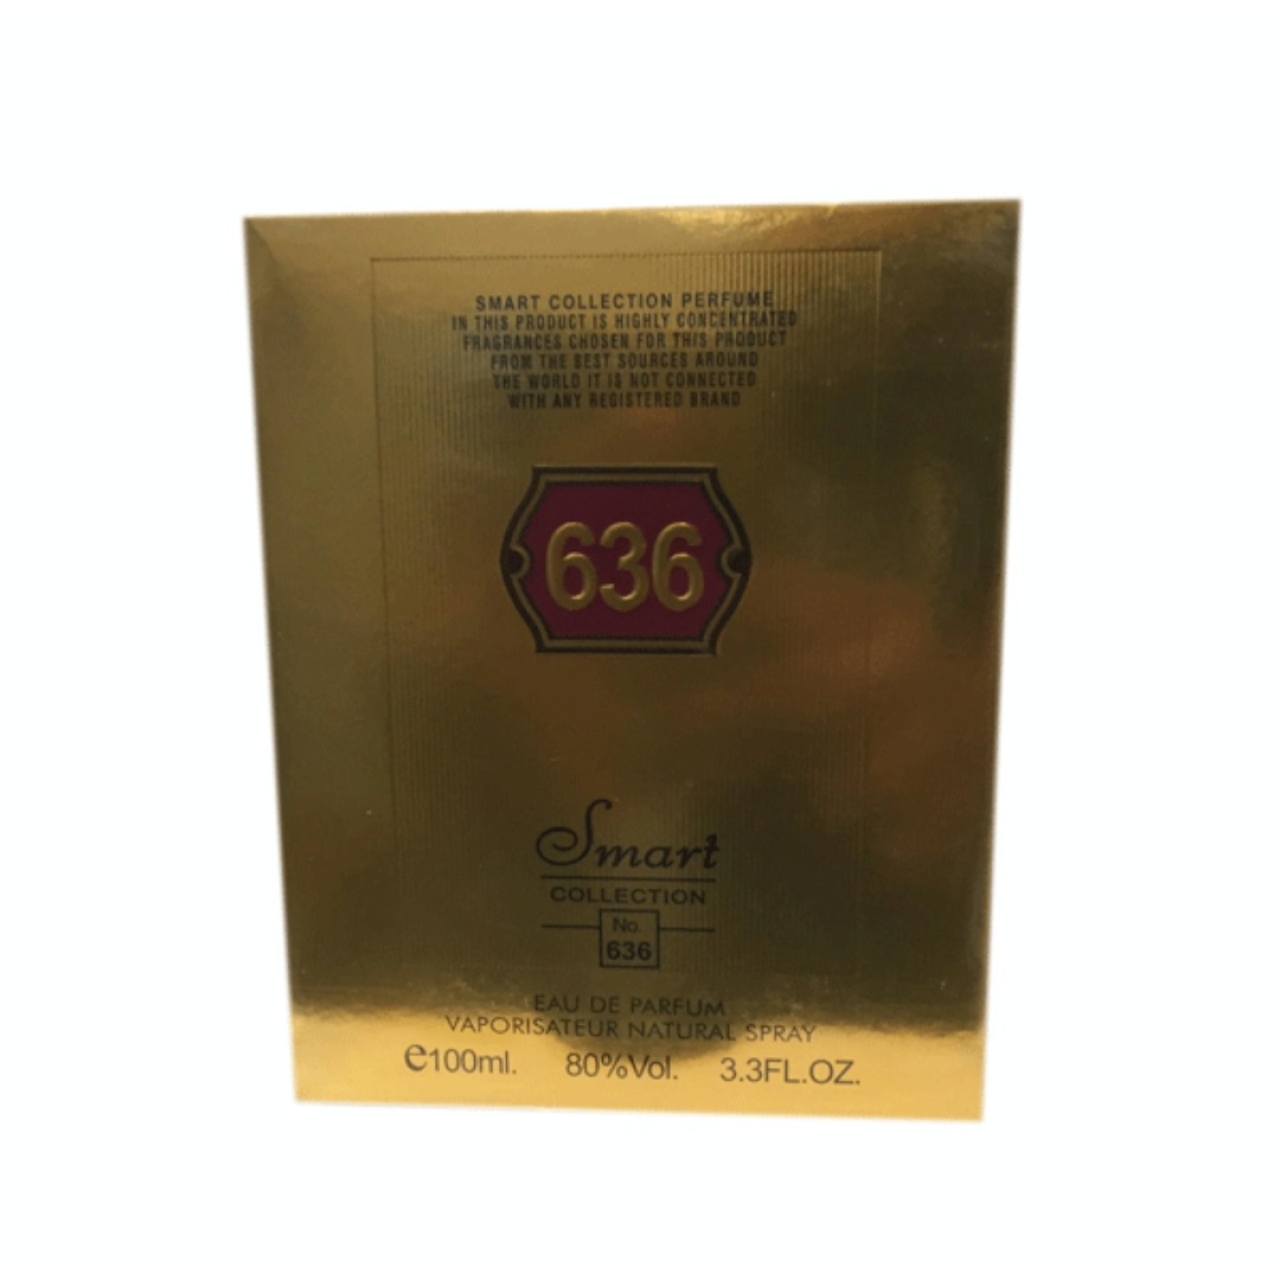 SMART COLLECTION PERFUME
IN THIS PRODUCT IS HIGHLY CONCENTRATED
FRAGRANCES CHOSEN FOR THIS PRODUCT
FROM THE BEST SOURCES AROUND
THE WORLD IT IS NOT CONNECTED
WITH ANY REGISTERED BRAND
636
Smart
COLLECTION
No.
636
EAU DE PARFUM
VAPORISATEUR NATURAL SPRAY
e100ml. 80%Vol. 3.3FL.OZ.